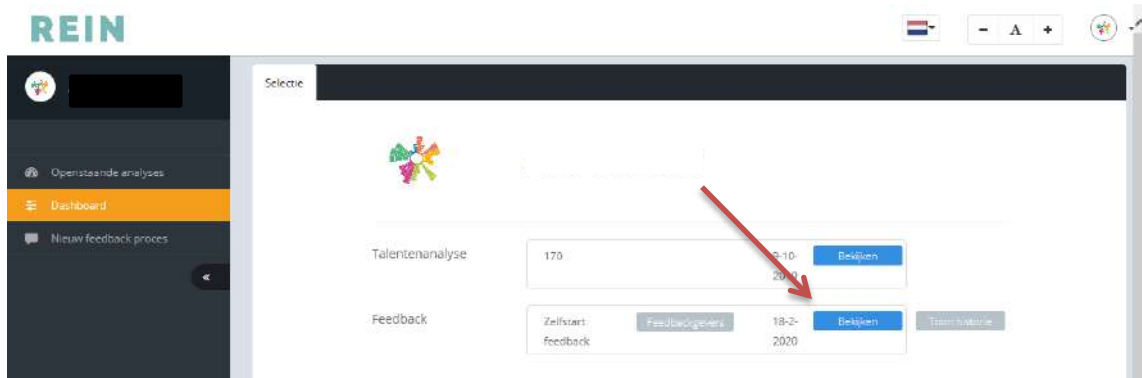 REIN
- A +
Selectie
Openstaande analyses
Dashboard
Nieuw feedback proces
«
Talentenanalyse
170
9-10-
Bekijken
Feedback
Zelfstart
feedback
Feedbackgevers
18-2-
2020
Bekijken
Toon historie